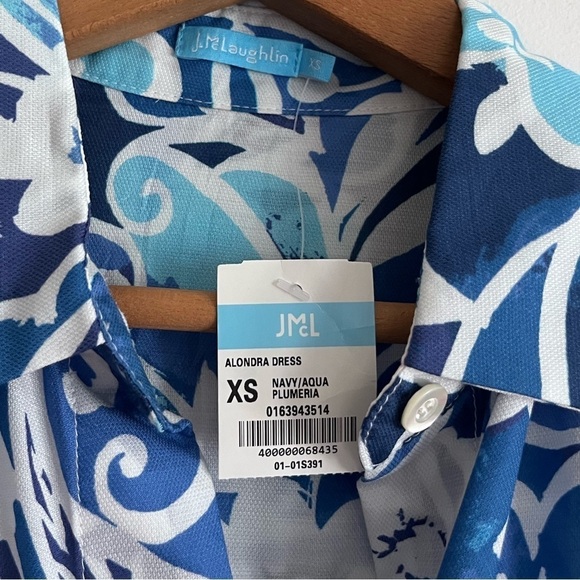 J.McLaughlin
XS
JMcL
ALONDRA DRESS
XS
NAVY/AQUA
PLUMERIA
0163943514
400000068435
01-01S391